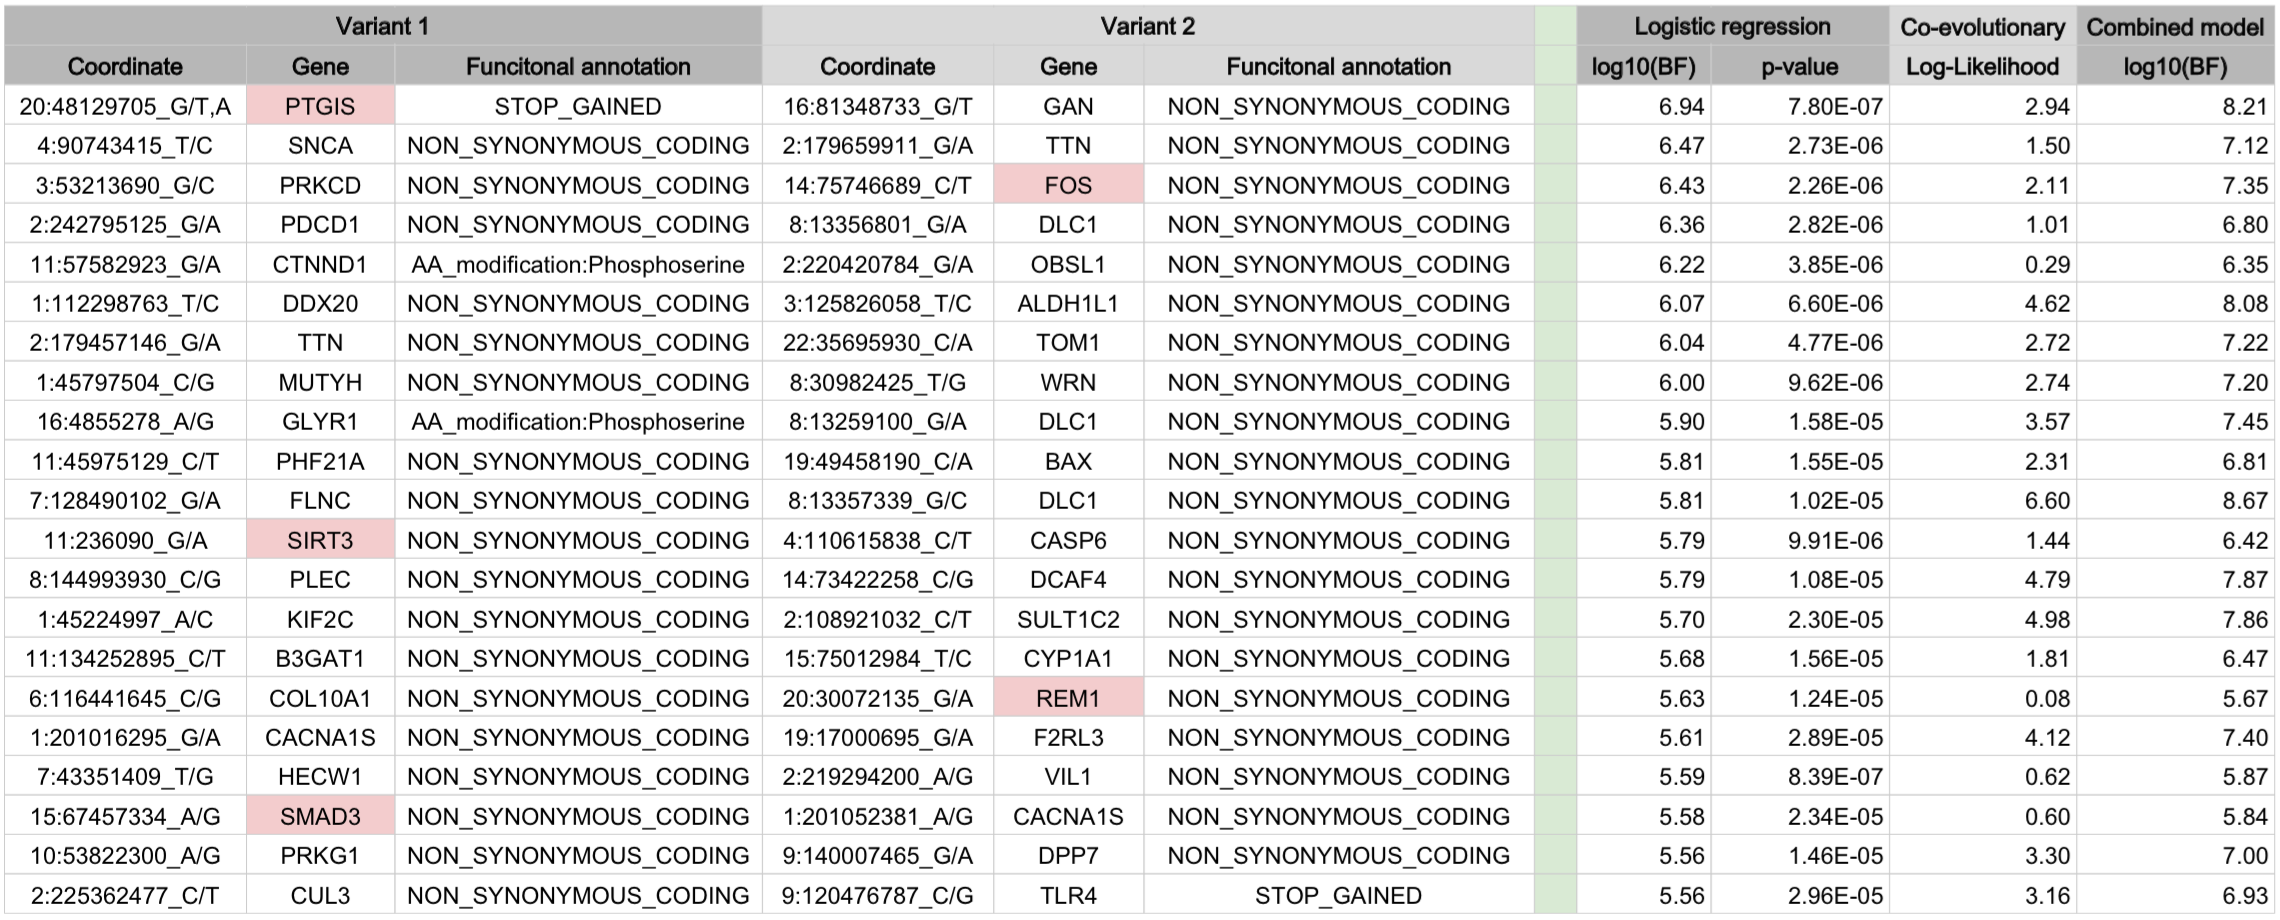 Variant 1 Variant 2 Logistic regression Co-evolutionary Combined model
Coordinate Gene Funcitonal annotation Coordinate Gene Funcitonal annotation log10(BF) p-value Log-Likelihood log10(BF)
20:48129705_G/T,A PTGIS STOP_GAINED 16:81348733_G/T GAN NON_SYNONYMOUS_CODING 6.94 7.80E-07 2.94 8.21
4:90743415_T/C SNCA NON_SYNONYMOUS_CODING 2:179659911_G/A TTN NON_SYNONYMOUS_CODING 6.47 2.73E-06 1.50 7.12
3:53213690_G/C PRKCD NON_SYNONYMOUS_CODING 14:75746689_C/T FOS NON_SYNONYMOUS_CODING 6.43 2.26E-06 2.11 7.35
2:242795125_G/A PDCD1 NON_SYNONYMOUS_CODING 8:13356801_G/A DLC1 NON_SYNONYMOUS_CODING 6.36 2.82E-06 1.01 6.80
11:57582923_G/A CTNND1 AA_modification:Phosphoserine 2:220420784_G/A OBSL1 NON_SYNONYMOUS_CODING 6.22 3.85E-06 0.29 6.35
1:112298763_T/C DDX20 NON_SYNONYMOUS_CODING 3:125826058_T/C ALDH1L1 NON_SYNONYMOUS_CODING 6.07 6.60E-06 4.62 8.08
2:179457146_G/A TTN NON_SYNONYMOUS_CODING 22:35695930_C/A TOM1 NON_SYNONYMOUS_CODING 6.04 4.77E-06 2.72 7.22
1:45797504_C/G MUTYH NON_SYNONYMOUS_CODING 8:30982425_T/G WRN NON_SYNONYMOUS_CODING 6.00 9.62E-06 2.74 7.20
16:4855278_A/G GLYR1 AA_modification:Phosphoserine 8:13259100_G/A DLC1 NON_SYNONYMOUS_CODING 5.90 1.58E-05 3.57 7.45
11:45975129_C/T PHF21A NON_SYNONYMOUS_CODING 19:49458190_C/A BAX NON_SYNONYMOUS_CODING 5.81 1.55E-05 2.31 6.81
7:128490102_G/A FLNC NON_SYNONYMOUS_CODING 8:13357339_G/C DLC1 NON_SYNONYMOUS_CODING 5.81 1.02E-05 6.60 8.67
11:236090_G/A SIRT3 NON_SYNONYMOUS_CODING 4:110615838_C/T CASP6 NON_SYNONYMOUS_CODING 5.79 9.91E-06 1.44 6.42
8:144993930_C/G PLEC NON_SYNONYMOUS_CODING 14:73422258_C/G DCAF4 NON_SYNONYMOUS_CODING 5.79 1.08E-05 4.79 7.87
1:45224997_A/C KIF2C NON_SYNONYMOUS_CODING 2:108921032_C/T SULT1C2 NON_SYNONYMOUS_CODING 5.70 2.30E-05 4.98 7.86
11:134252895_C/T B3GAT1 NON_SYNONYMOUS_CODING 15:75012984_T/C CYP1A1 NON_SYNONYMOUS_CODING 5.68 1.56E-05 1.81 6.47
6:116441645_C/G COL10A1 NON_SYNONYMOUS_CODING 20:30072135_G/A REM1 NON_SYNONYMOUS_CODING 5.63 1.24E-05 0.08 5.67
1:201016295_G/A CACNA1S NON_SYNONYMOUS_CODING 19:17000695_G/A F2RL3 NON_SYNONYMOUS_CODING 5.61 2.89E-05 4.12 7.40
7:43351409_T/G HECW1 NON_SYNONYMOUS_CODING 2:219294200_A/G VIL1 NON_SYNONYMOUS_CODING 5.59 8.39E-07 0.62 5.87
15:67457334_A/G SMAD3 NON_SYNONYMOUS_CODING 1:201052381_A/G CACNA1S NON_SYNONYMOUS_CODING 5.58 2.34E-05 0.60 5.84
10:53822300_A/G PRKG1 NON_SYNONYMOUS_CODING 9:140007465_G/A DPP7 NON_SYNONYMOUS_CODING 5.56 1.46E-05 3.30 7.00
2:225362477_C/T CUL3 NON_SYNONYMOUS_CODING 9:120476787_C/G TLR4 STOP_GAINED 5.56 2.96E-05 3.16 6.93